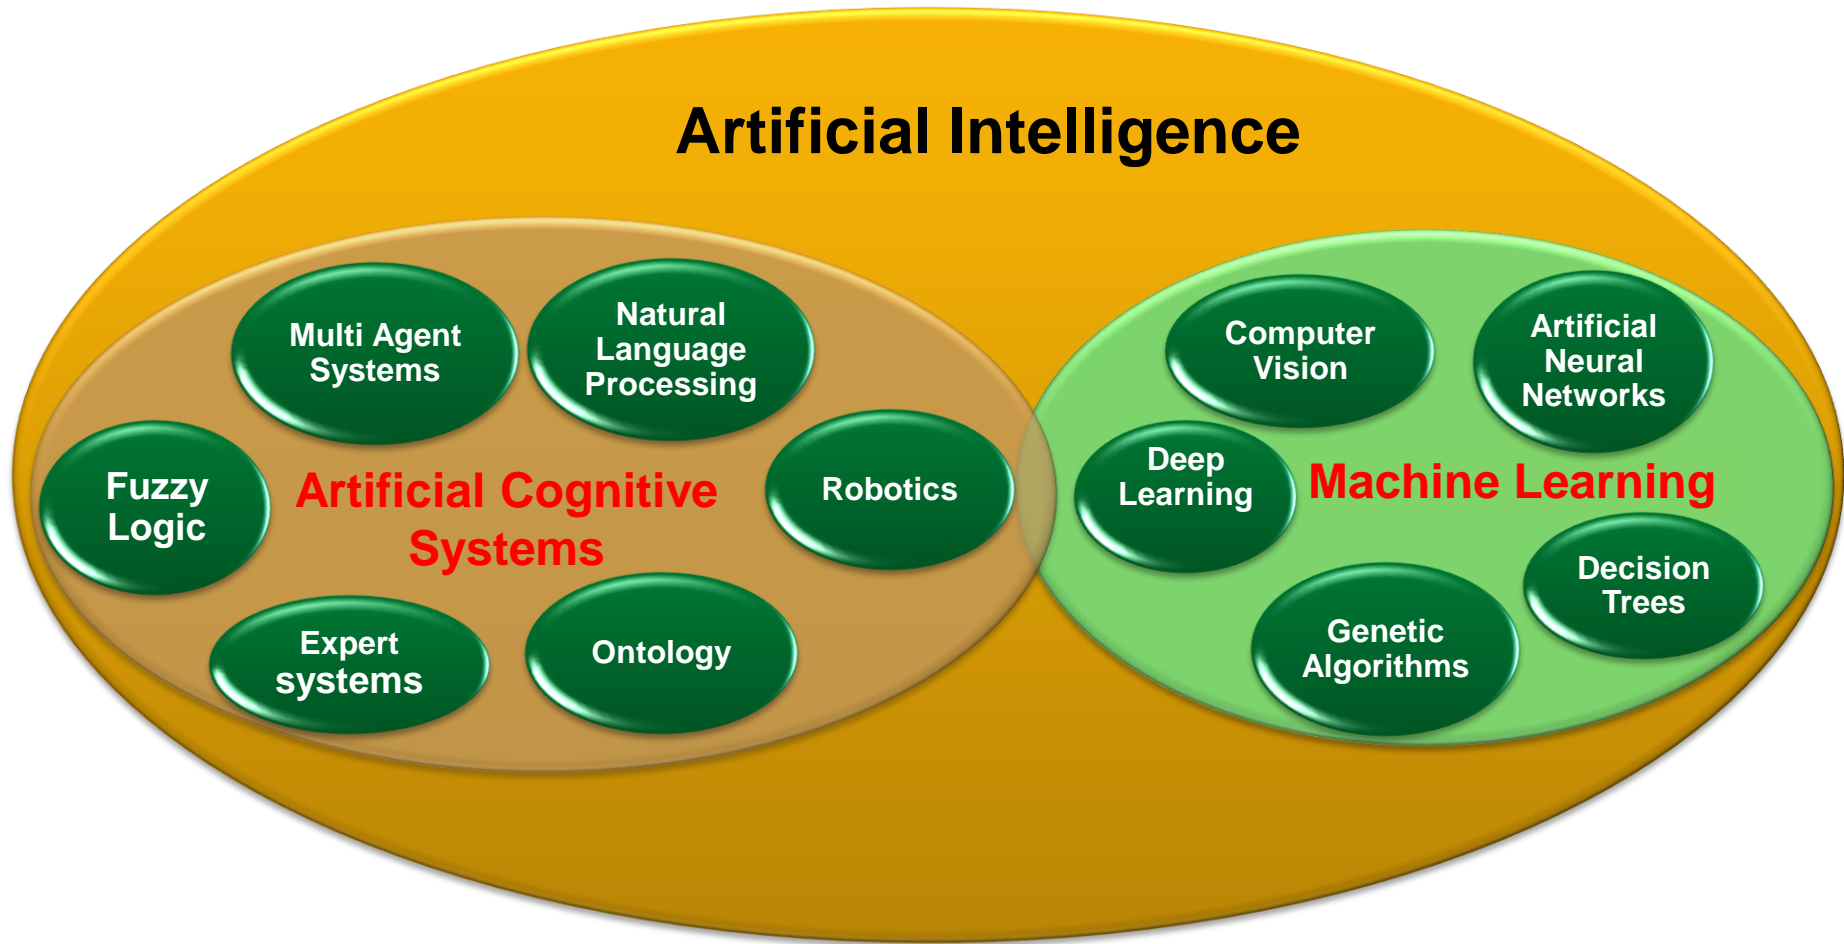 Artificial Intelligence
Multi Agent
Systems
Natural
Language
Processing
Fuzzy
Logic
Artificial Cognitive
Systems
Robotics
Expert
systems
Ontology
Computer
Vision
Artificial
Neural
Networks
Deep
Learning
Machine Learning
Decision
Trees
Genetic
Algorithms